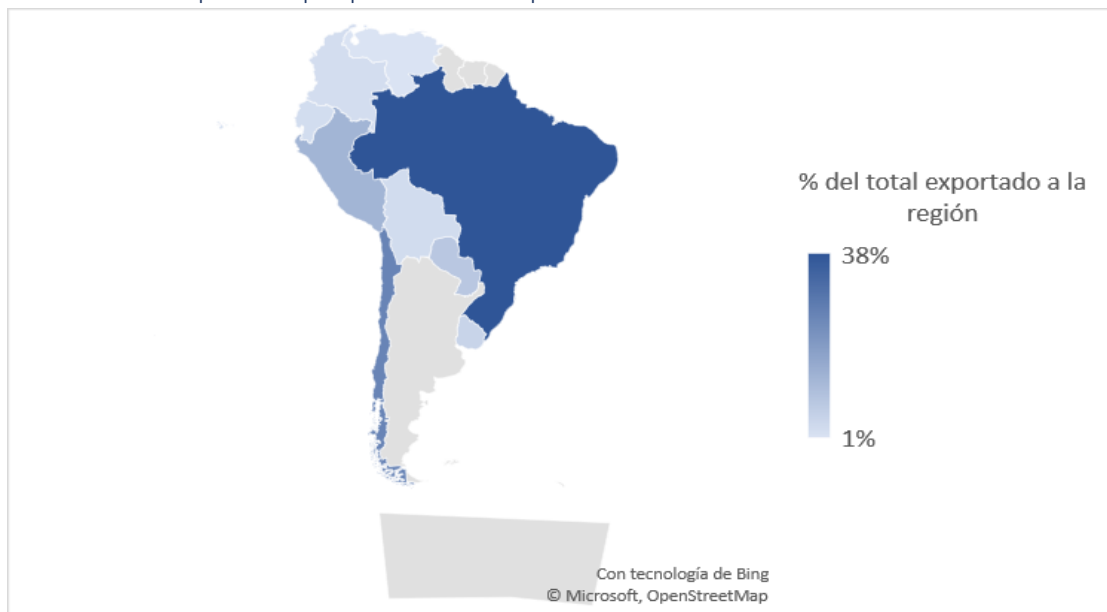 % del total exportado a la
región
38%
1%
Con tecnología de Bing
© Microsoft, OpenStreetMap